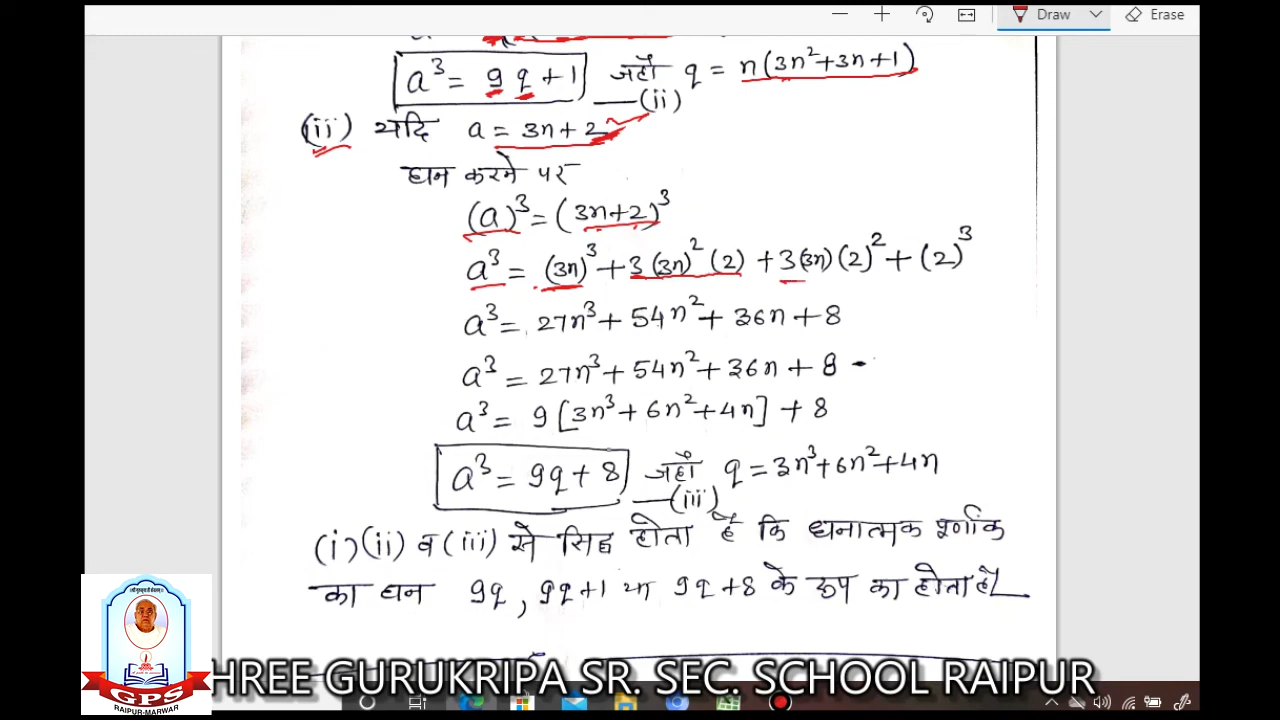 Draw
Erase
a³ = 9q+1 जहाँ q = n(3n²+3n+1)
—(ii)
(ii) यदि a = 3n+2
घन करने पर
(a)³ = (3n+2)³
a³ = (3n)³ + 3(3n)²(2) + 3(3n)(2)² + (2)³
a³ = 27n³ + 54n² + 36n + 8
a³ = 27n³ + 54n² + 36n + 8
a³ = 9[3n³ + 6n² + 4n] + 8
a³ = 9q + 8 जहाँ q = 3n³+6n²+4n
—(iii)
(i)(ii) व (iii) से सिद्ध होता है कि धनात्मक पूर्णांक
का घन 9q, 9q+1 या 9q+8 के रूप का होता है।
HREE GURUKRIPA SR. SEC. SCHOOL RAIPUR
GPS
RAIPUR-MARWAR